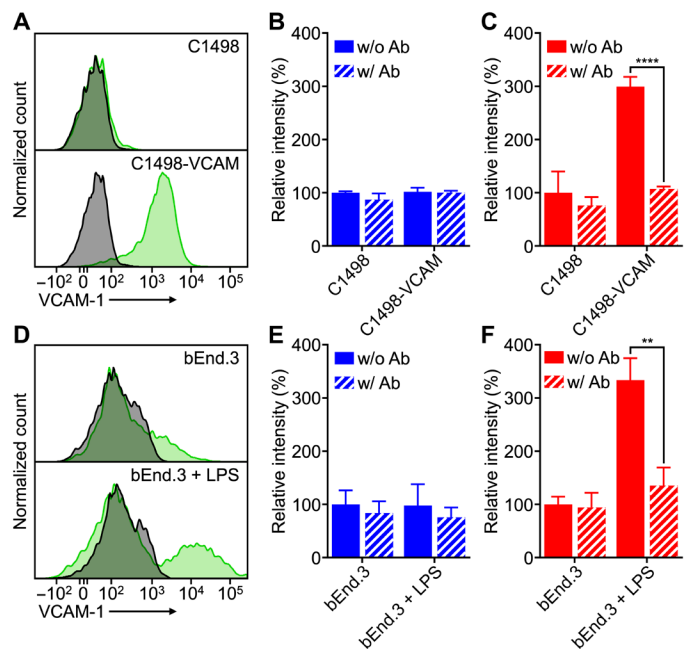 A
Normalized count
C1498
C1498-VCAM
−10² 0 10² 10³ 10⁴ 10⁵
VCAM-1
B
Relative intensity (%)
400
300
200
100
0
w/o Ab
w/ Ab
C1498
C1498-VCAM
C
Relative intensity (%)
400
300
200
100
0
w/o Ab
w/ Ab
****
C1498
C1498-VCAM
D
Normalized count
bEnd.3
bEnd.3 + LPS
−10² 0 10² 10³ 10⁴ 10⁵
VCAM-1
E
Relative intensity (%)
400
300
200
100
0
w/o Ab
w/ Ab
bEnd.3
bEnd.3 + LPS
F
Relative intensity (%)
400
300
200
100
0
w/o Ab
w/ Ab
**
bEnd.3
bEnd.3 + LPS